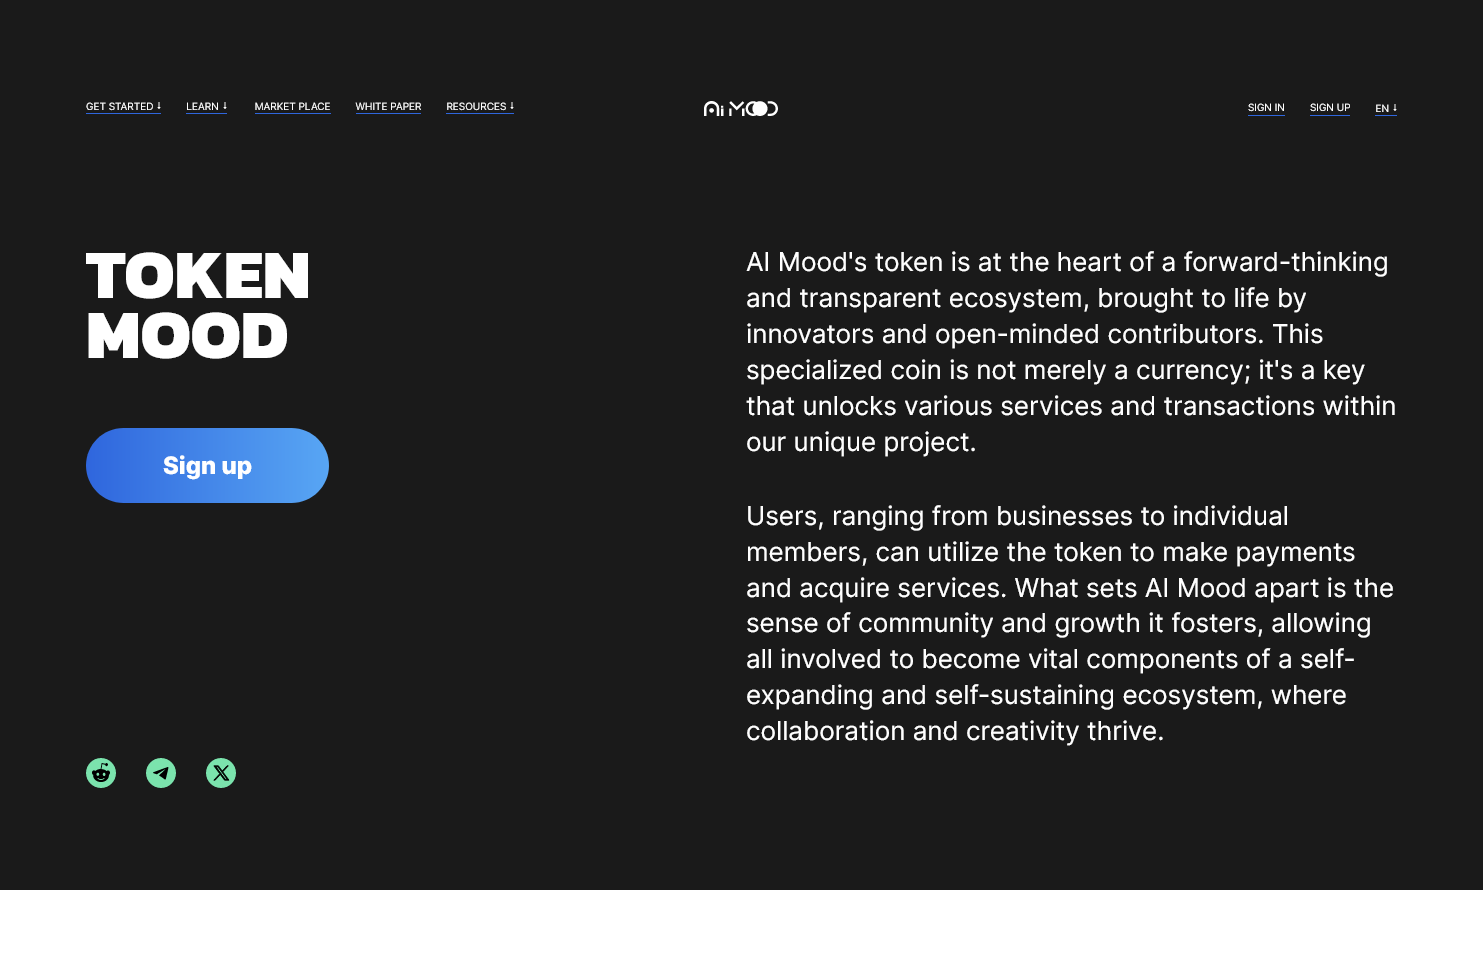 GET STARTED ↓ LEARN ↓ MARKET PLACE WHITE PAPER RESOURCES ↓ Ai MOOD SIGN IN SIGN UP EN ↓
TOKEN
MOOD
Sign up
AI Mood's token is at the heart of a forward-thinking
and transparent ecosystem, brought to life by
innovators and open-minded contributors. This
specialized coin is not merely a currency; it's a key
that unlocks various services and transactions within
our unique project.
Users, ranging from businesses to individual
members, can utilize the token to make payments
and acquire services. What sets AI Mood apart is the
sense of community and growth it fosters, allowing
all involved to become vital components of a self-
expanding and self-sustaining ecosystem, where
collaboration and creativity thrive.